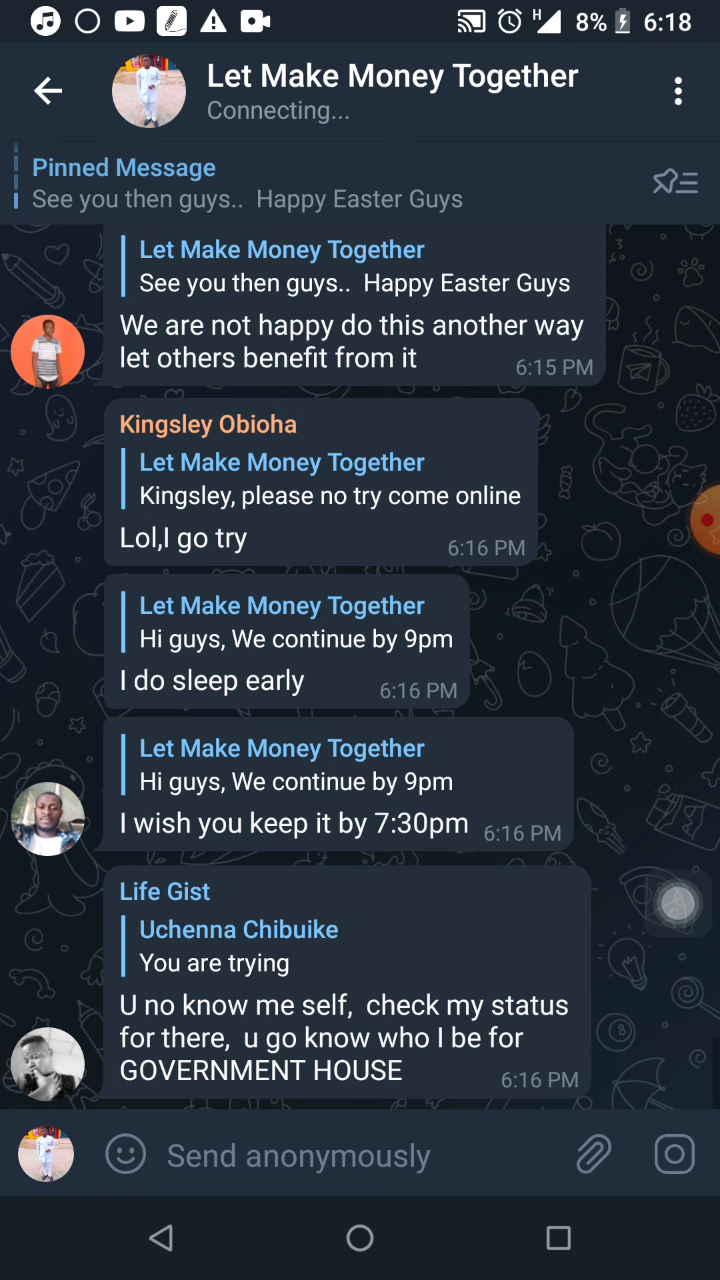 H 8% 6:18
Let Make Money Together
Connecting...
Pinned Message
See you then guys.. Happy Easter Guys
Let Make Money Together
See you then guys.. Happy Easter Guys
We are not happy do this another way
let others benefit from it
6:15 PM
Kingsley Obioha
Let Make Money Together
Kingsley, please no try come online
Lol,I go try
6:16 PM
Let Make Money Together
Hi guys, We continue by 9pm
I do sleep early
6:16 PM
Let Make Money Together
Hi guys, We continue by 9pm
I wish you keep it by 7:30pm
6:16 PM
Life Gist
Uchenna Chibuike
You are trying
U no know me self, check my status
for there, u go know who I be for
GOVERNMENT HOUSE
6:16 PM
Send anonymously